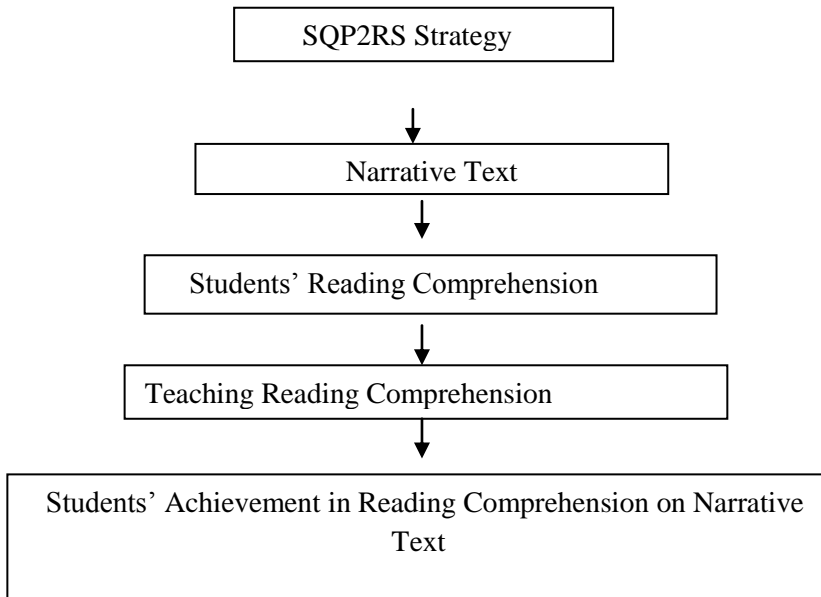 SQP2RS Strategy
Narrative Text
Students’ Reading Comprehension
Teaching Reading Comprehension
Students’ Achievement in Reading Comprehension on Narrative
Text